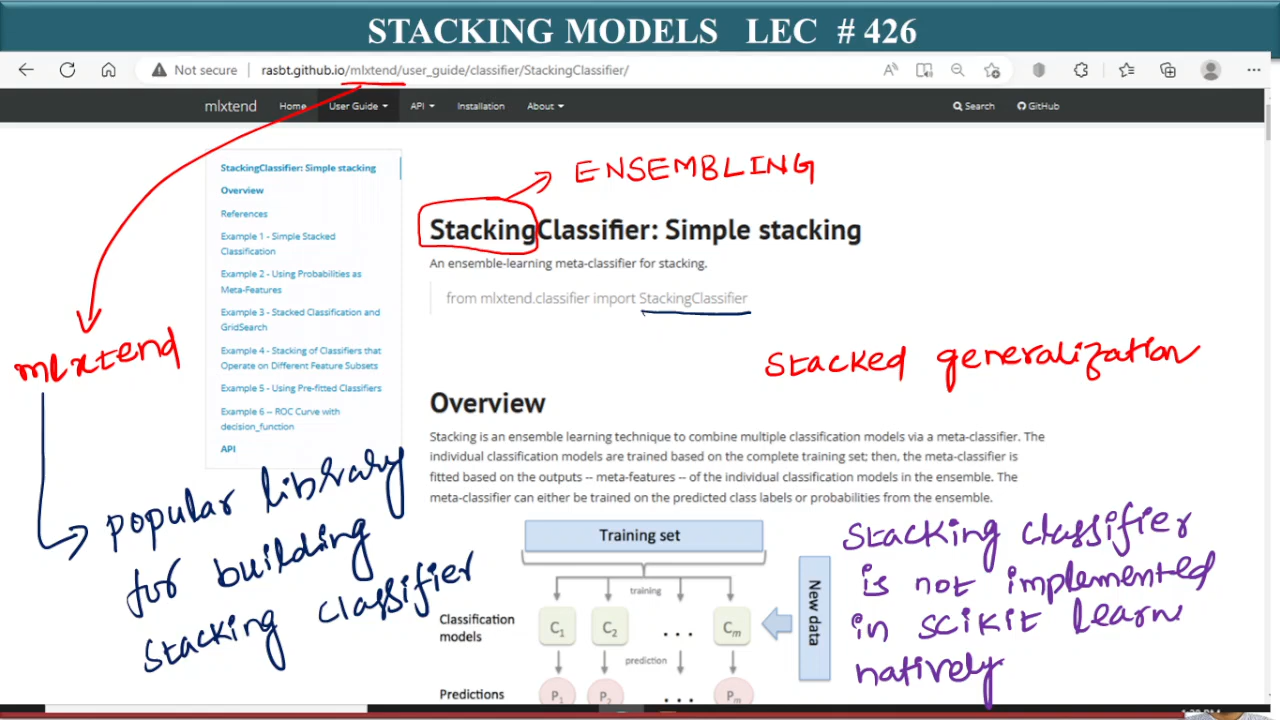 STACKING MODELS LEC # 426
Not secure rasbt.github.io/mlxtend/user_guide/classifier/StackingClassifier/
mlxtend Home User Guide API Installation About Search GitHub
StackingClassifier: Simple stacking
Overview
References
Example 1 - Simple Stacked
Classification
Example 2 - Using Probabilities as
Meta-Features
Example 3 - Stacked Classification and
GridSearch
Example 4 - Stacking of Classifiers that
Operate on Different Feature Subsets
Example 5 - Using Pre-fitted Classifiers
Example 6 -- ROC Curve with
decision_function
API
ENSEMBLING
StackingClassifier: Simple stacking
An ensemble-learning meta-classifier for stacking.
from mlxtend.classifier import StackingClassifier
mlxtend
stacked generalization
Overview
Stacking is an ensemble learning technique to combine multiple classification models via a meta-classifier. The
individual classification models are trained based on the complete training set; then, the meta-classifier is
fitted based on the outputs -- meta-features -- of the individual classification models in the ensemble. The
meta-classifier can either be trained on the predicted class labels or probabilities from the ensemble.
popular library
for building
stacking classifier
Training set
training
Classification
models
C1 C2 . . . Cm
New data
prediction
Predictions
P1 P2 . . . Pm
Stacking classifier
is not implemented
in scikit learn
natively